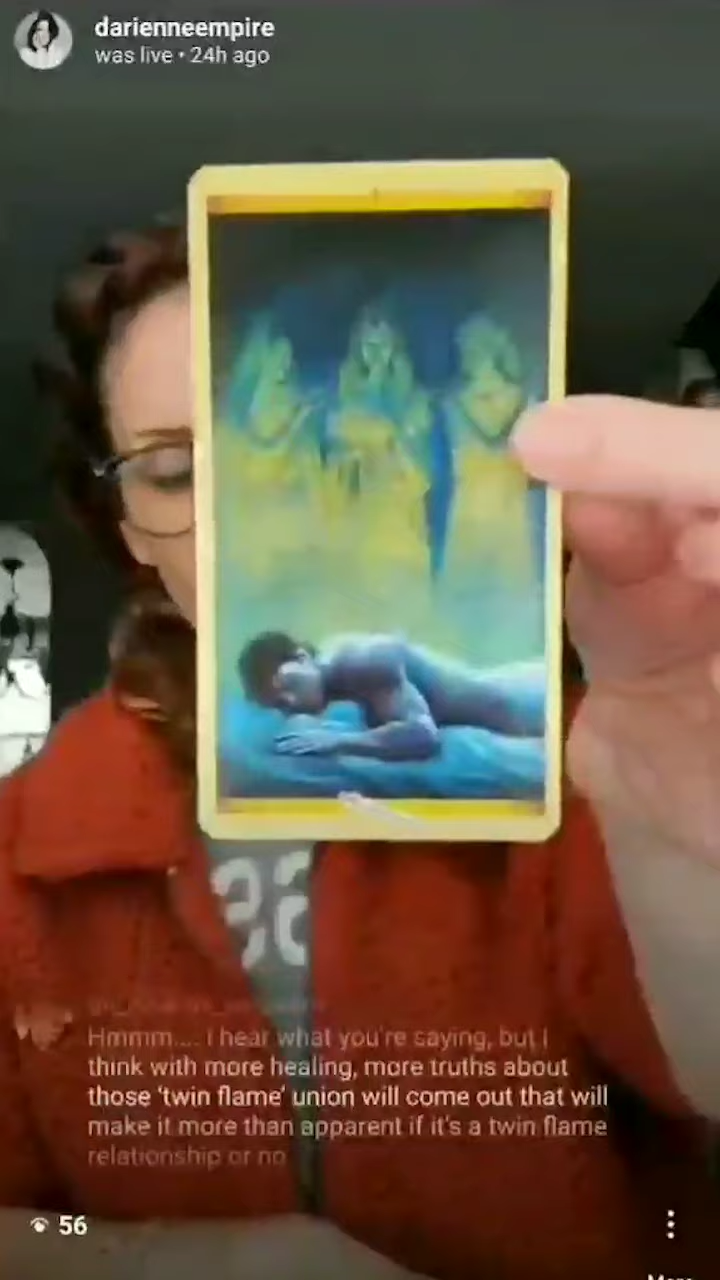 darienneempire
was live • 24h ago
Hmmm.... I hear what you're saying, but I
think with more healing, more truths about
those 'twin flame' union will come out that will
make it more than apparent if it's a twin flame
relationship or no
56